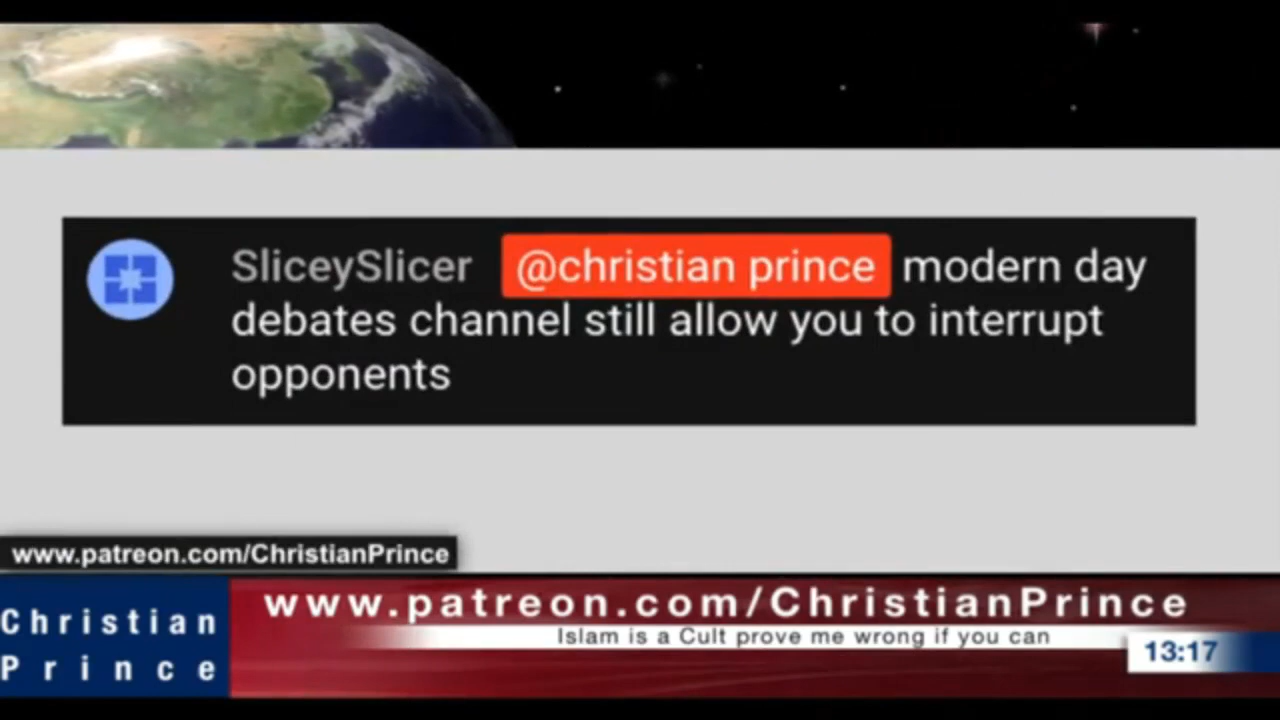 SliceySlicer @christian prince modern day
debates channel still allow you to interrupt
opponents
www.patreon.com/ChristianPrince
Christian
Prince
www.patreon.com/ChristianPrince
Islam is a Cult prove me wrong if you can
13:17